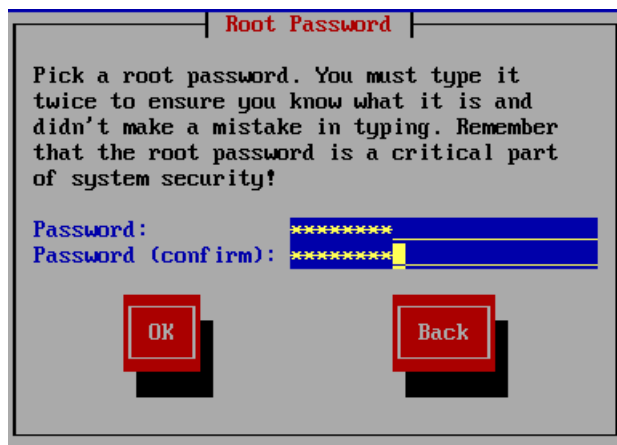 Root Password
Pick a root password. You must type it
twice to ensure you know what it is and
didn't make a mistake in typing. Remember
that the root password is a critical part
of system security!
Password: ********
Password (confirm): ********
OK Back